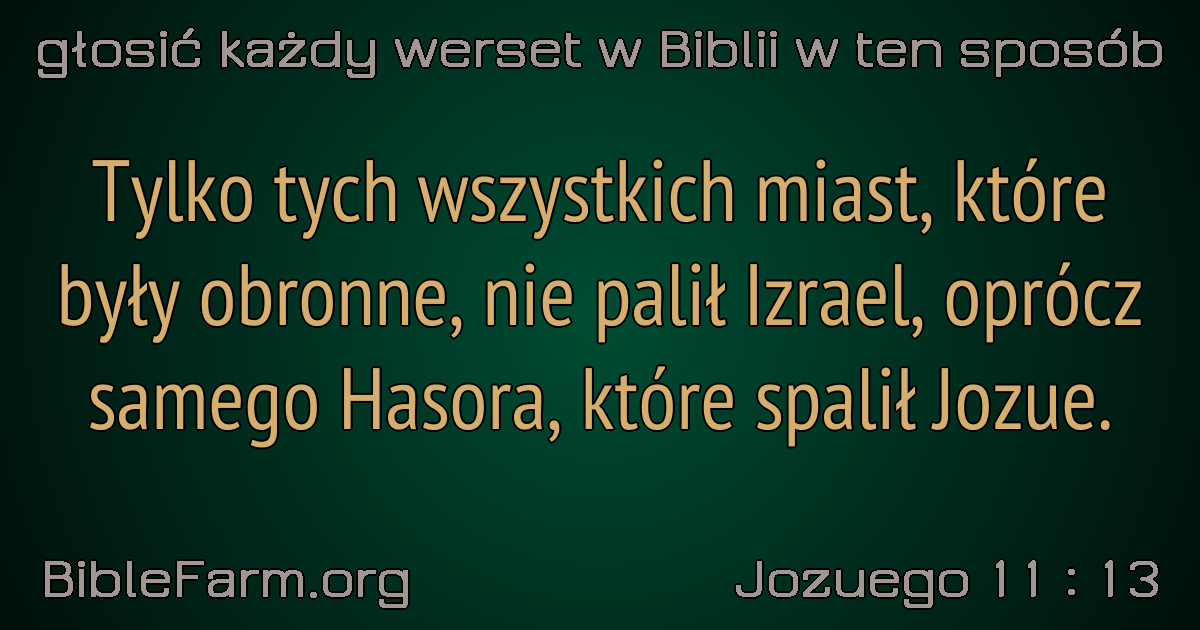 głosić każdy werset w Biblii w ten sposób
Tylko tych wszystkich miast, które
były obronne, nie palił Izrael, oprócz
samego Hasora, które spalił Jozue.
BibleFarm.org
Jozuego 11 : 13